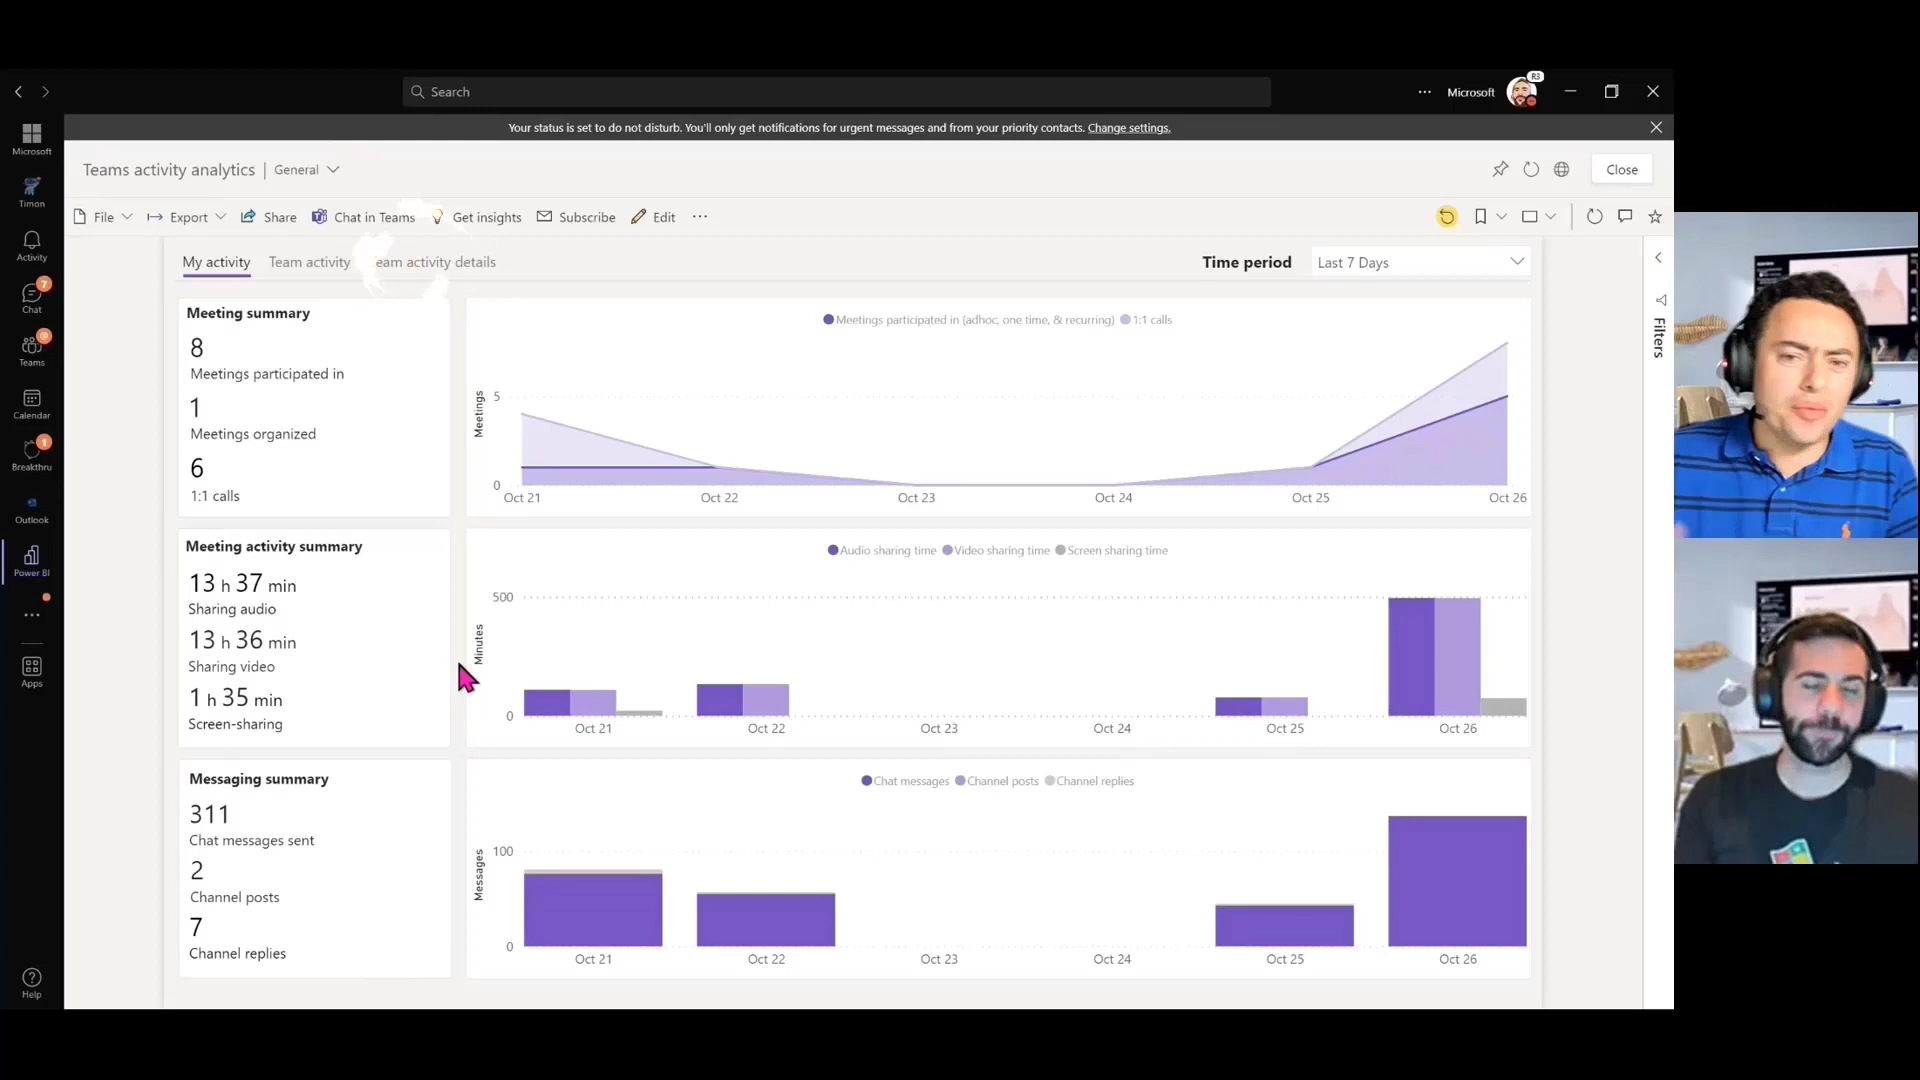 Search
R3
Microsoft
Your status is set to do not disturb. You'll only get notifications for urgent messages and from your priority contacts. Change settings.
Microsoft
Timon
Activity
7
Chat
Teams
Calendar
1
Breakthru
Outlook
Power BI
Apps
Help
Teams activity analytics | General
Close
File Export Share Chat in Teams Get insights Subscribe Edit
My activity Team activity eam activity details
Time period Last 7 Days
Filters
Meeting summary
8
Meetings participated in
1
Meetings organized
6
1:1 calls
Meetings participated in (adhoc, one time, & recurring) 1:1 calls
Meetings
5
0
Oct 21 Oct 22 Oct 23 Oct 24 Oct 25 Oct 26
Meeting activity summary
13 h 37 min
Sharing audio
13 h 36 min
Sharing video
1 h 35 min
Screen-sharing
Audio sharing time Video sharing time Screen sharing time
Minutes
500
0
Oct 21 Oct 22 Oct 23 Oct 24 Oct 25 Oct 26
Messaging summary
311
Chat messages sent
2
Channel posts
7
Channel replies
Chat messages Channel posts Channel replies
Messages
100
0
Oct 21 Oct 22 Oct 23 Oct 24 Oct 25 Oct 26